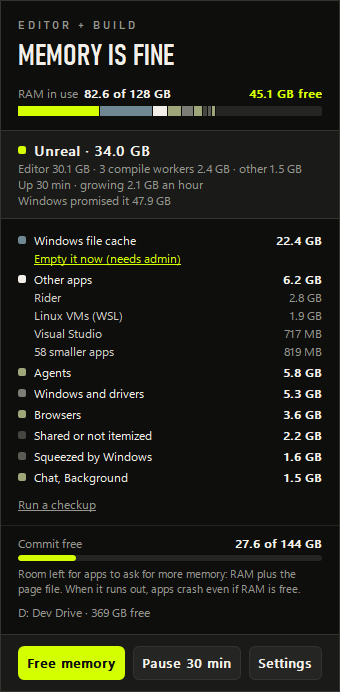 EDITOR + BUILD
MEMORY IS FINE
RAM in use 82.6 of 128 GB 45.1 GB free
Unreal · 34.0 GB
Editor 30.1 GB · 3 compile workers 2.4 GB · other 1.5 GB
Up 30 min · growing 2.1 GB an hour
Windows promised it 47.9 GB
Windows file cache 22.4 GB
Empty it now (needs admin)
Other apps 6.2 GB
Rider 2.8 GB
Linux VMs (WSL) 1.9 GB
Visual Studio 717 MB
58 smaller apps 819 MB
Agents 5.8 GB
Windows and drivers 5.3 GB
Browsers 3.6 GB
Shared or not itemized 2.2 GB
Squeezed by Windows 1.6 GB
Chat, Background 1.5 GB
Run a checkup
Commit free 27.6 of 144 GB
Room left for apps to ask for more memory: RAM plus the
page file. When it runs out, apps crash even if RAM is free.
D: Dev Drive · 369 GB free
Free memory Pause 30 min Settings